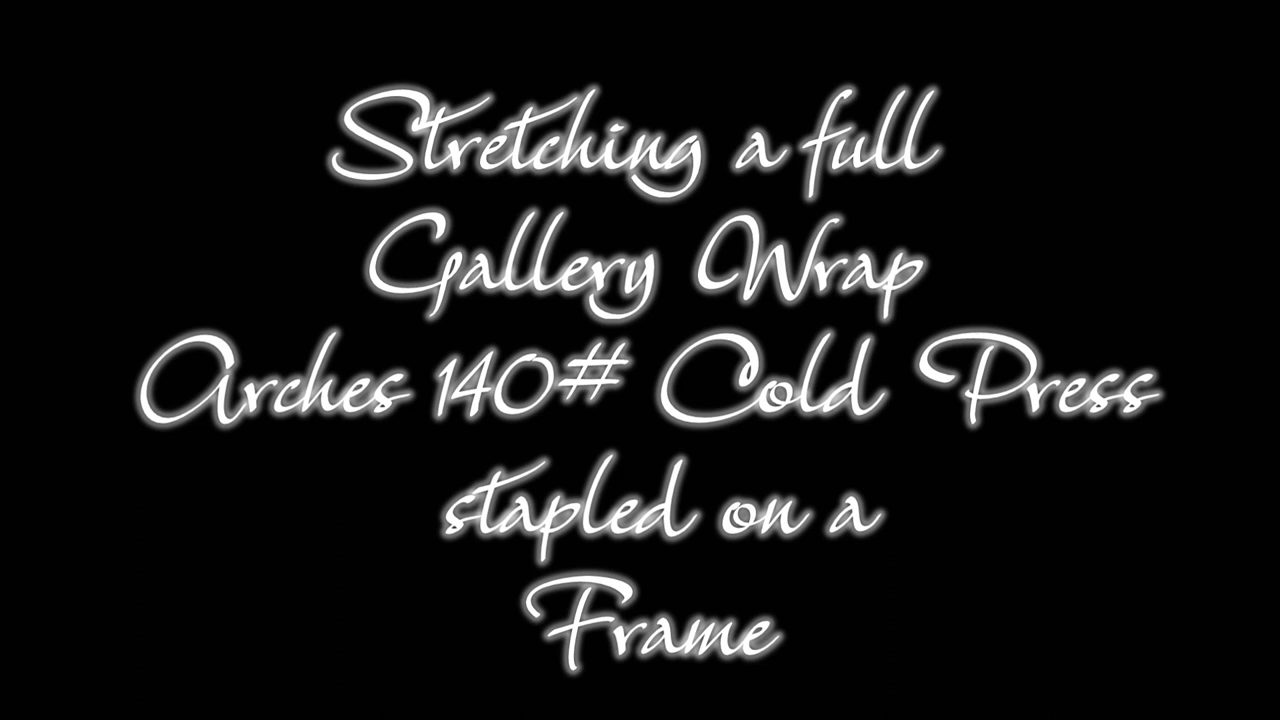 Stretching a full
Gallery Wrap
Arches 140# Cold Press
stapled on a
Frame